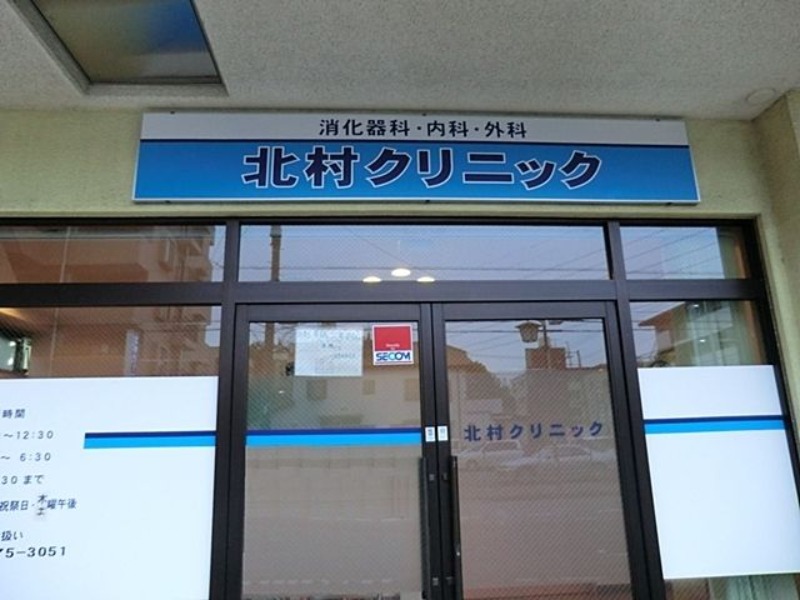 消化器科・内科・外科
北村クリニック
SECOM
北村クリニック
時間
～12:30
～ 6:30
30 まで
祝祭日・木土曜午後
扱い
75-3051